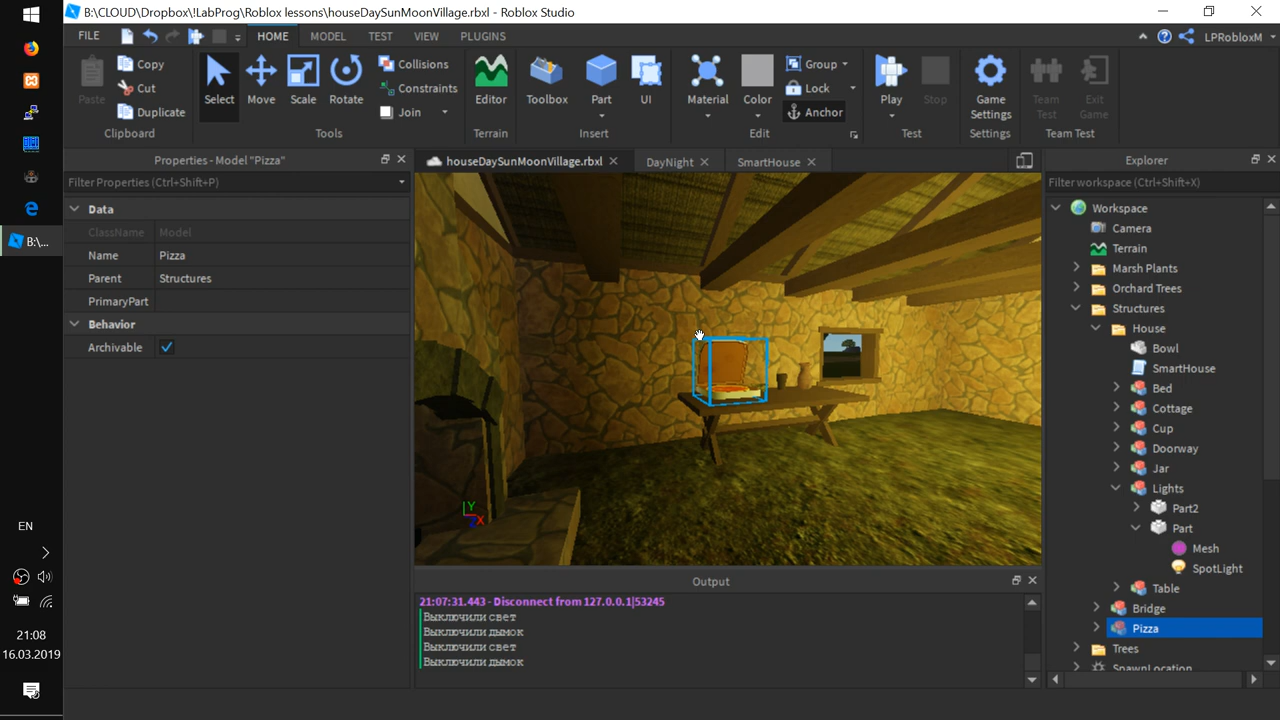 B:\CLOUD\Dropbox\!LabProg\Roblox lessons\houseDaySunMoonVillage.rbxl - Roblox Studio
FILE HOME MODEL TEST VIEW PLUGINS LPRobloxM
Paste Copy Cut Duplicate Select Move Scale Rotate Collisions Constraints Join Editor Toolbox Part UI Material Color Group Lock Anchor Play Stop Game Settings Team Test Exit Game
Clipboard Tools Terrain Insert Edit Test Settings Team Test
Properties - Model "Pizza"
Filter Properties (Ctrl+Shift+P)
Data
ClassName Model
Name Pizza
Parent Structures
PrimaryPart
Behavior
Archivable
houseDaySunMoonVillage.rbxl DayNight SmartHouse
Y
Z X
Output
21:07:31.443 - Disconnect from 127.0.0.1|53245
Выключили свет
Выключили дымок
Выключили свет
Выключили дымок
Explorer
Filter workspace (Ctrl+Shift+X)
Workspace
Camera
Terrain
Marsh Plants
Orchard Trees
Structures
House
Bowl
SmartHouse
Bed
Cottage
Cup
Doorway
Jar
Lights
Part2
Part
Mesh
SpotLight
Table
Bridge
Pizza
Trees
SpawnLocation
B:\...
EN
21:08
16.03.2019